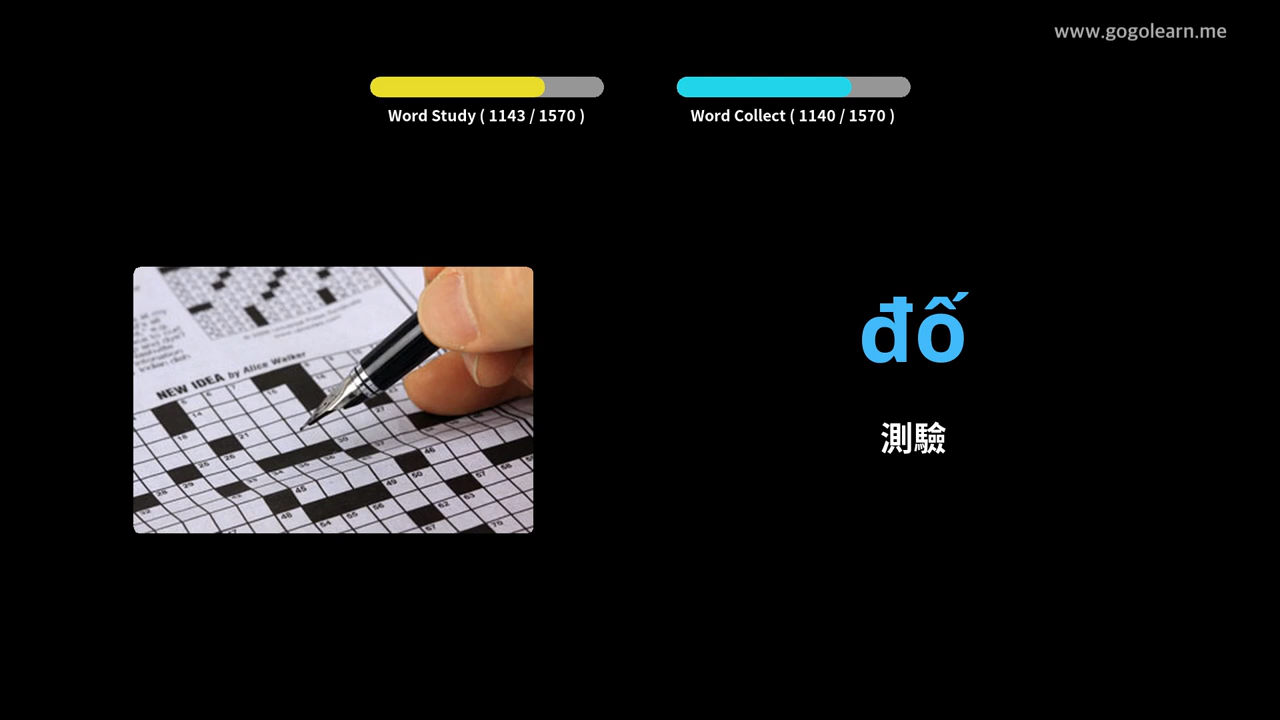 www.gogolearn.me
Word Study ( 1143 / 1570 )
Word Collect ( 1140 / 1570 )
NEW IDEA by Alice Walker
đố
測驗